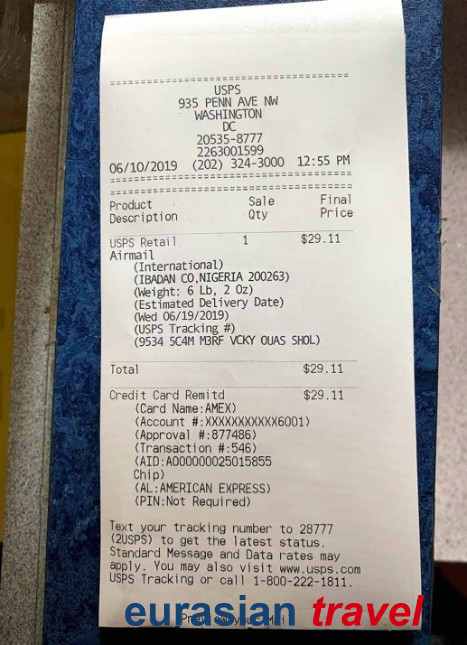 ================================
USPS
935 PENN AVE NW
WASHINGTON
DC
20535-8777
2263001599
06/10/2019 (202) 324-3000 12:55 PM
================================
================================
Product Sale Final
Description Qty Price
USPS Retail 1 $29.11
Airmail
(International)
(IBADAN CO,NIGERIA 200263)
(Weight: 6 Lb, 2 Oz)
(Estimated Delivery Date)
(Wed 06/19/2019)
(USPS Tracking #)
(9534 5C4M M3RF VCKY OUAS SHOL)
Total $29.11
Credit Card Remitd $29.11
(Card Name:AMEX)
(Account #:XXXXXXXXXXX6001)
(Approval #:877486)
(Transaction #:546)
(AID:A000000025015855
Chip)
(AL:AMERICAN EXPRESS)
(PIN:Not Required)
Text your tracking number to 28777
(2USPS) to get the latest status.
Standard Message and Data rates may
apply. You may also visit www.usps.com
USPS Tracking or call 1-800-222-1811.
eurasian travel